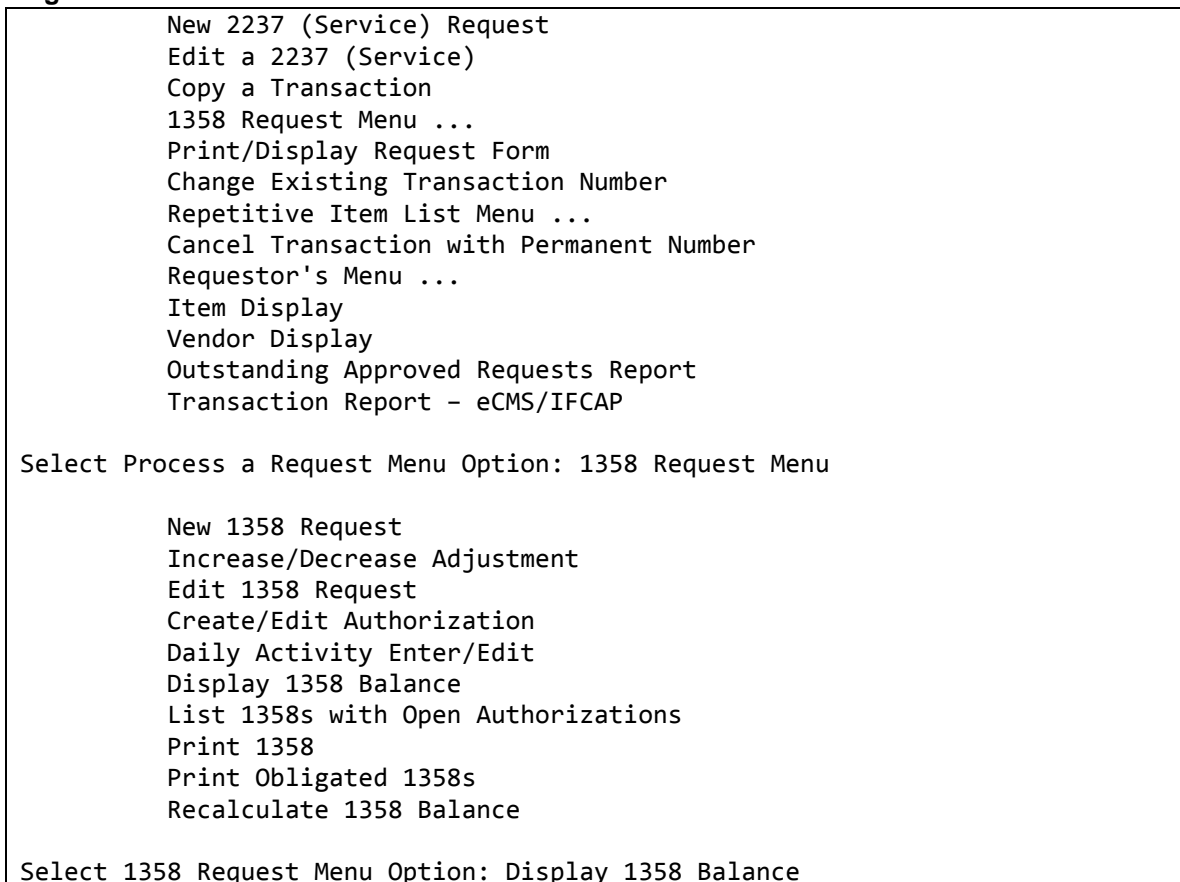 New 2237 (Service) Request
Edit a 2237 (Service)
Copy a Transaction
1358 Request Menu ...
Print/Display Request Form
Change Existing Transaction Number
Repetitive Item List Menu ...
Cancel Transaction with Permanent Number
Requestor's Menu ...
Item Display
Vendor Display
Outstanding Approved Requests Report
Transaction Report – eCMS/IFCAP
Select Process a Request Menu Option: 1358 Request Menu
New 1358 Request
Increase/Decrease Adjustment
Edit 1358 Request
Create/Edit Authorization
Daily Activity Enter/Edit
Display 1358 Balance
List 1358s with Open Authorizations
Print 1358
Print Obligated 1358s
Recalculate 1358 Balance
Select 1358 Request Menu Option: Display 1358 Balance